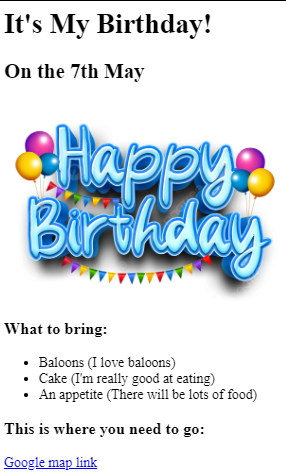 It's My Birthday!
On the 7th May
Happy
Birthday
What to bring:
Baloons (I love baloons)
Cake (I'm really good at eating)
An appetite (There will be lots of food)
This is where you need to go:
Google map link